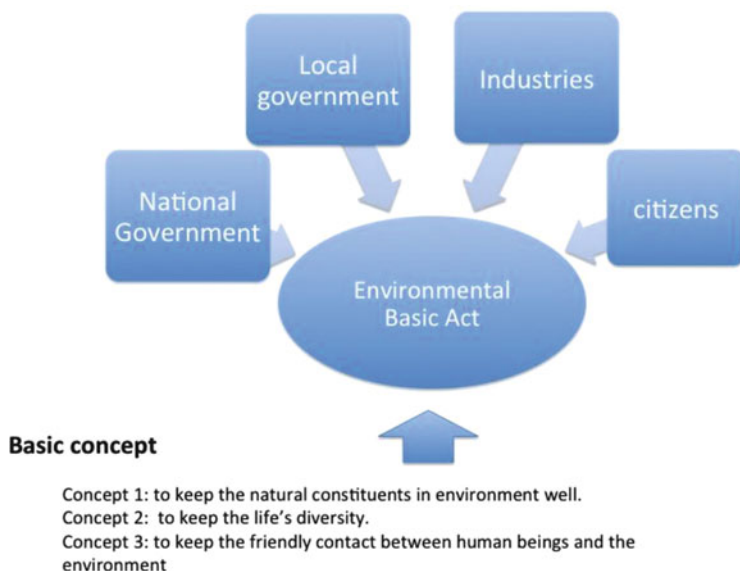 Local
government
Industries
National
Government
citizens
Environmental
Basic Act
Basic concept
Concept 1: to keep the natural constituents in environment well.
Concept 2: to keep the life's diversity.
Concept 3: to keep the friendly contact between human beings and the
environment